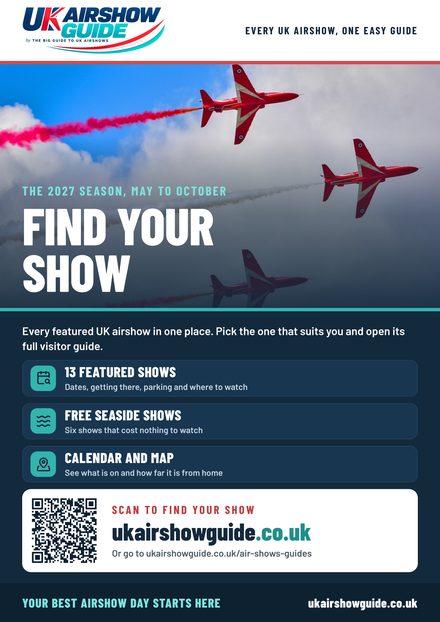 UK AIRSHOW
GUIDE
by THE BIG GUIDE TO UK AIRSHOWS
EVERY UK AIRSHOW, ONE EASY GUIDE
THE 2027 SEASON, MAY TO OCTOBER
FIND YOUR
SHOW
Every featured UK airshow in one place. Pick the one that suits you and open its
full visitor guide.
13 FEATURED SHOWS
Dates, getting there, parking and where to watch
FREE SEASIDE SHOWS
Six shows that cost nothing to watch
CALENDAR AND MAP
See what is on and how far it is from home
SCAN TO FIND YOUR SHOW
ukairshowguide.co.uk
Or go to ukairshowguide.co.uk/air-shows-guides
YOUR BEST AIRSHOW DAY STARTS HERE
ukairshowguide.co.uk